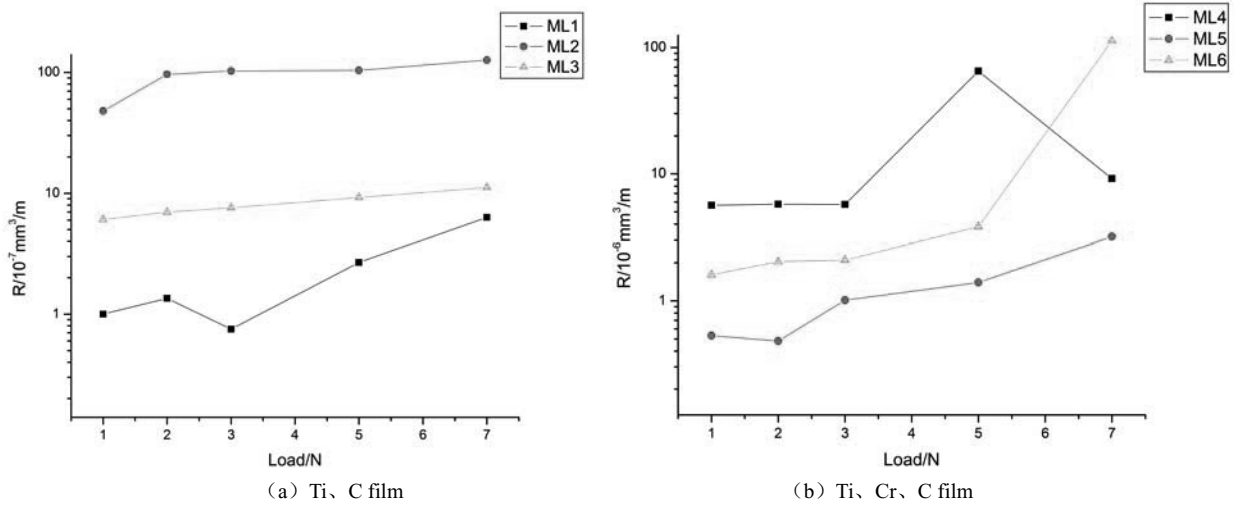 ML1
ML2
ML3
100
10
1
R/10⁻⁷mm³/m
1 2 3 4 5 6 7
Load/N
（a）Ti、C film
ML4
ML5
ML6
100
10
1
R/10⁻⁶mm³/m
1 2 3 4 5 6 7
Load/N
（b）Ti、Cr、C film